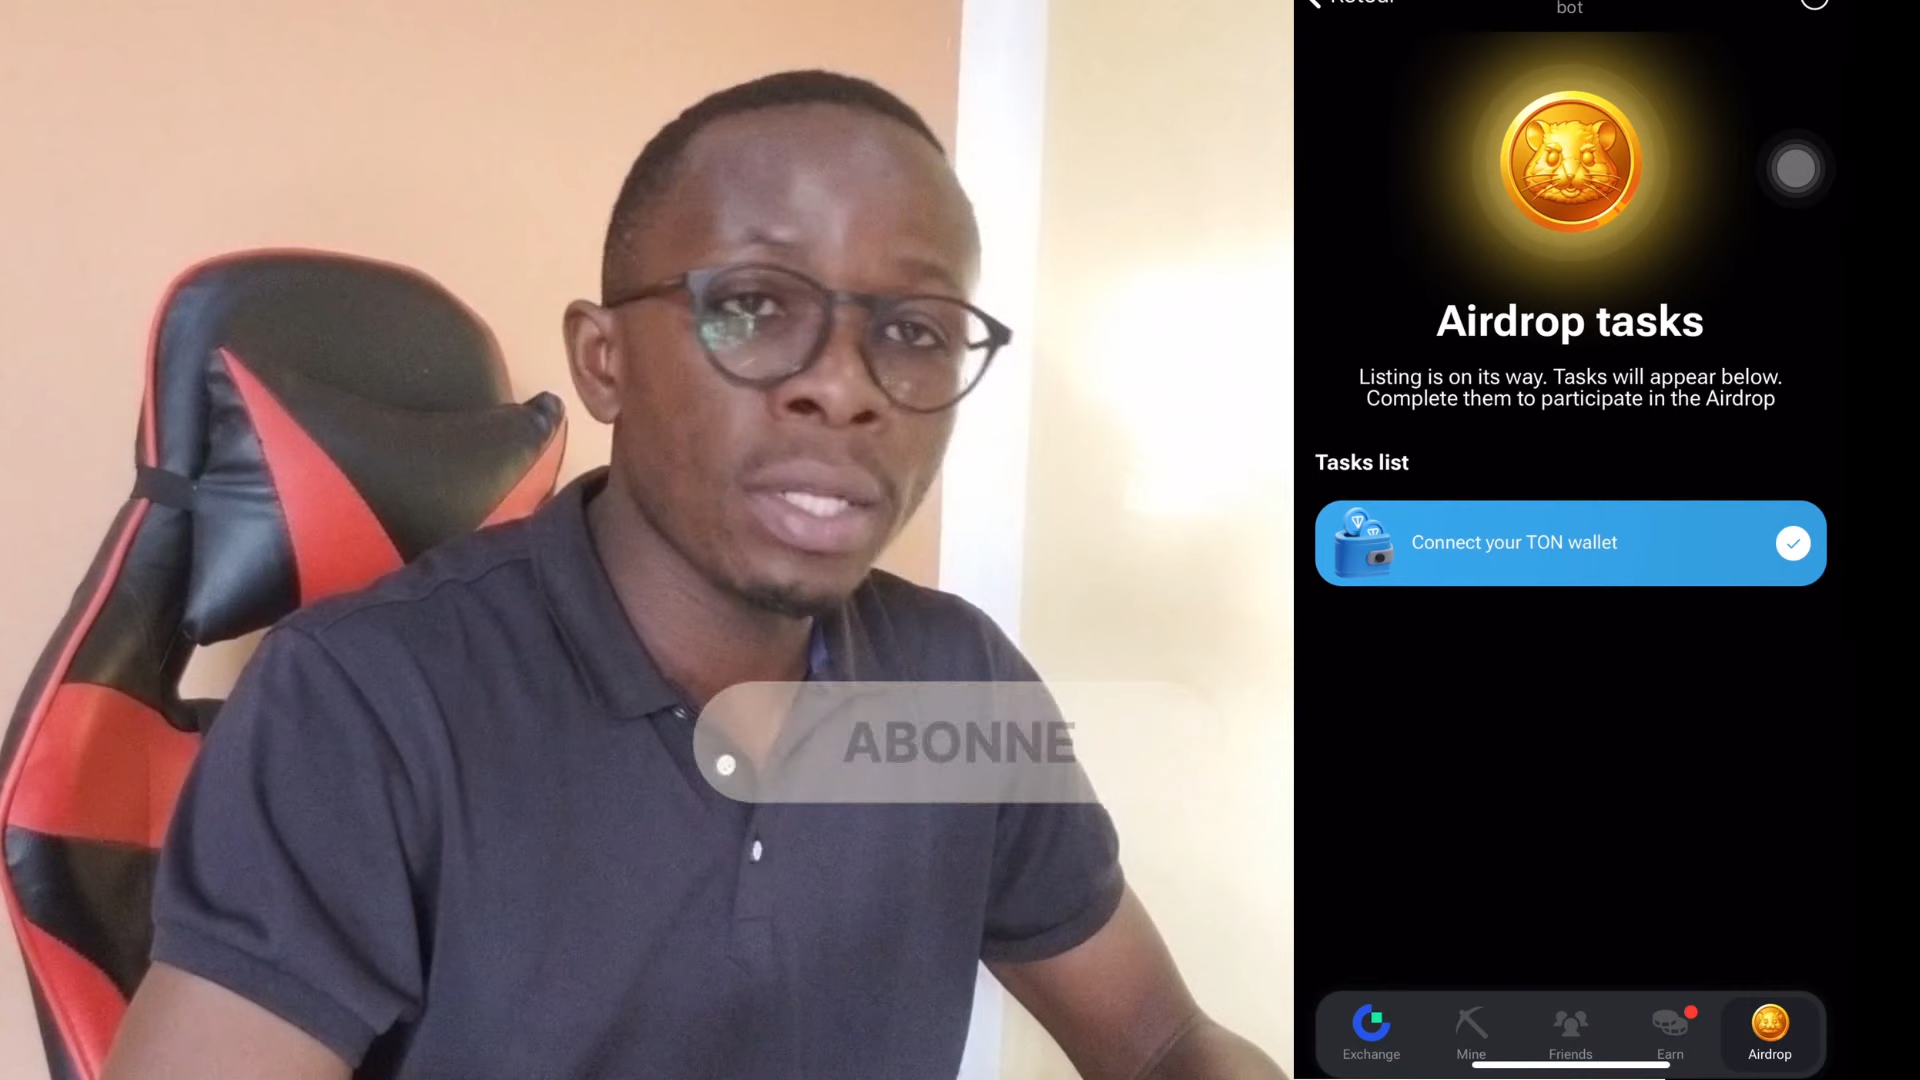 ABONNE
bot
Airdrop tasks
Listing is on its way. Tasks will appear below.
Complete them to participate in the Airdrop
Tasks list
Connect your TON wallet
Exchange
Mine
Friends
Earn
Airdrop